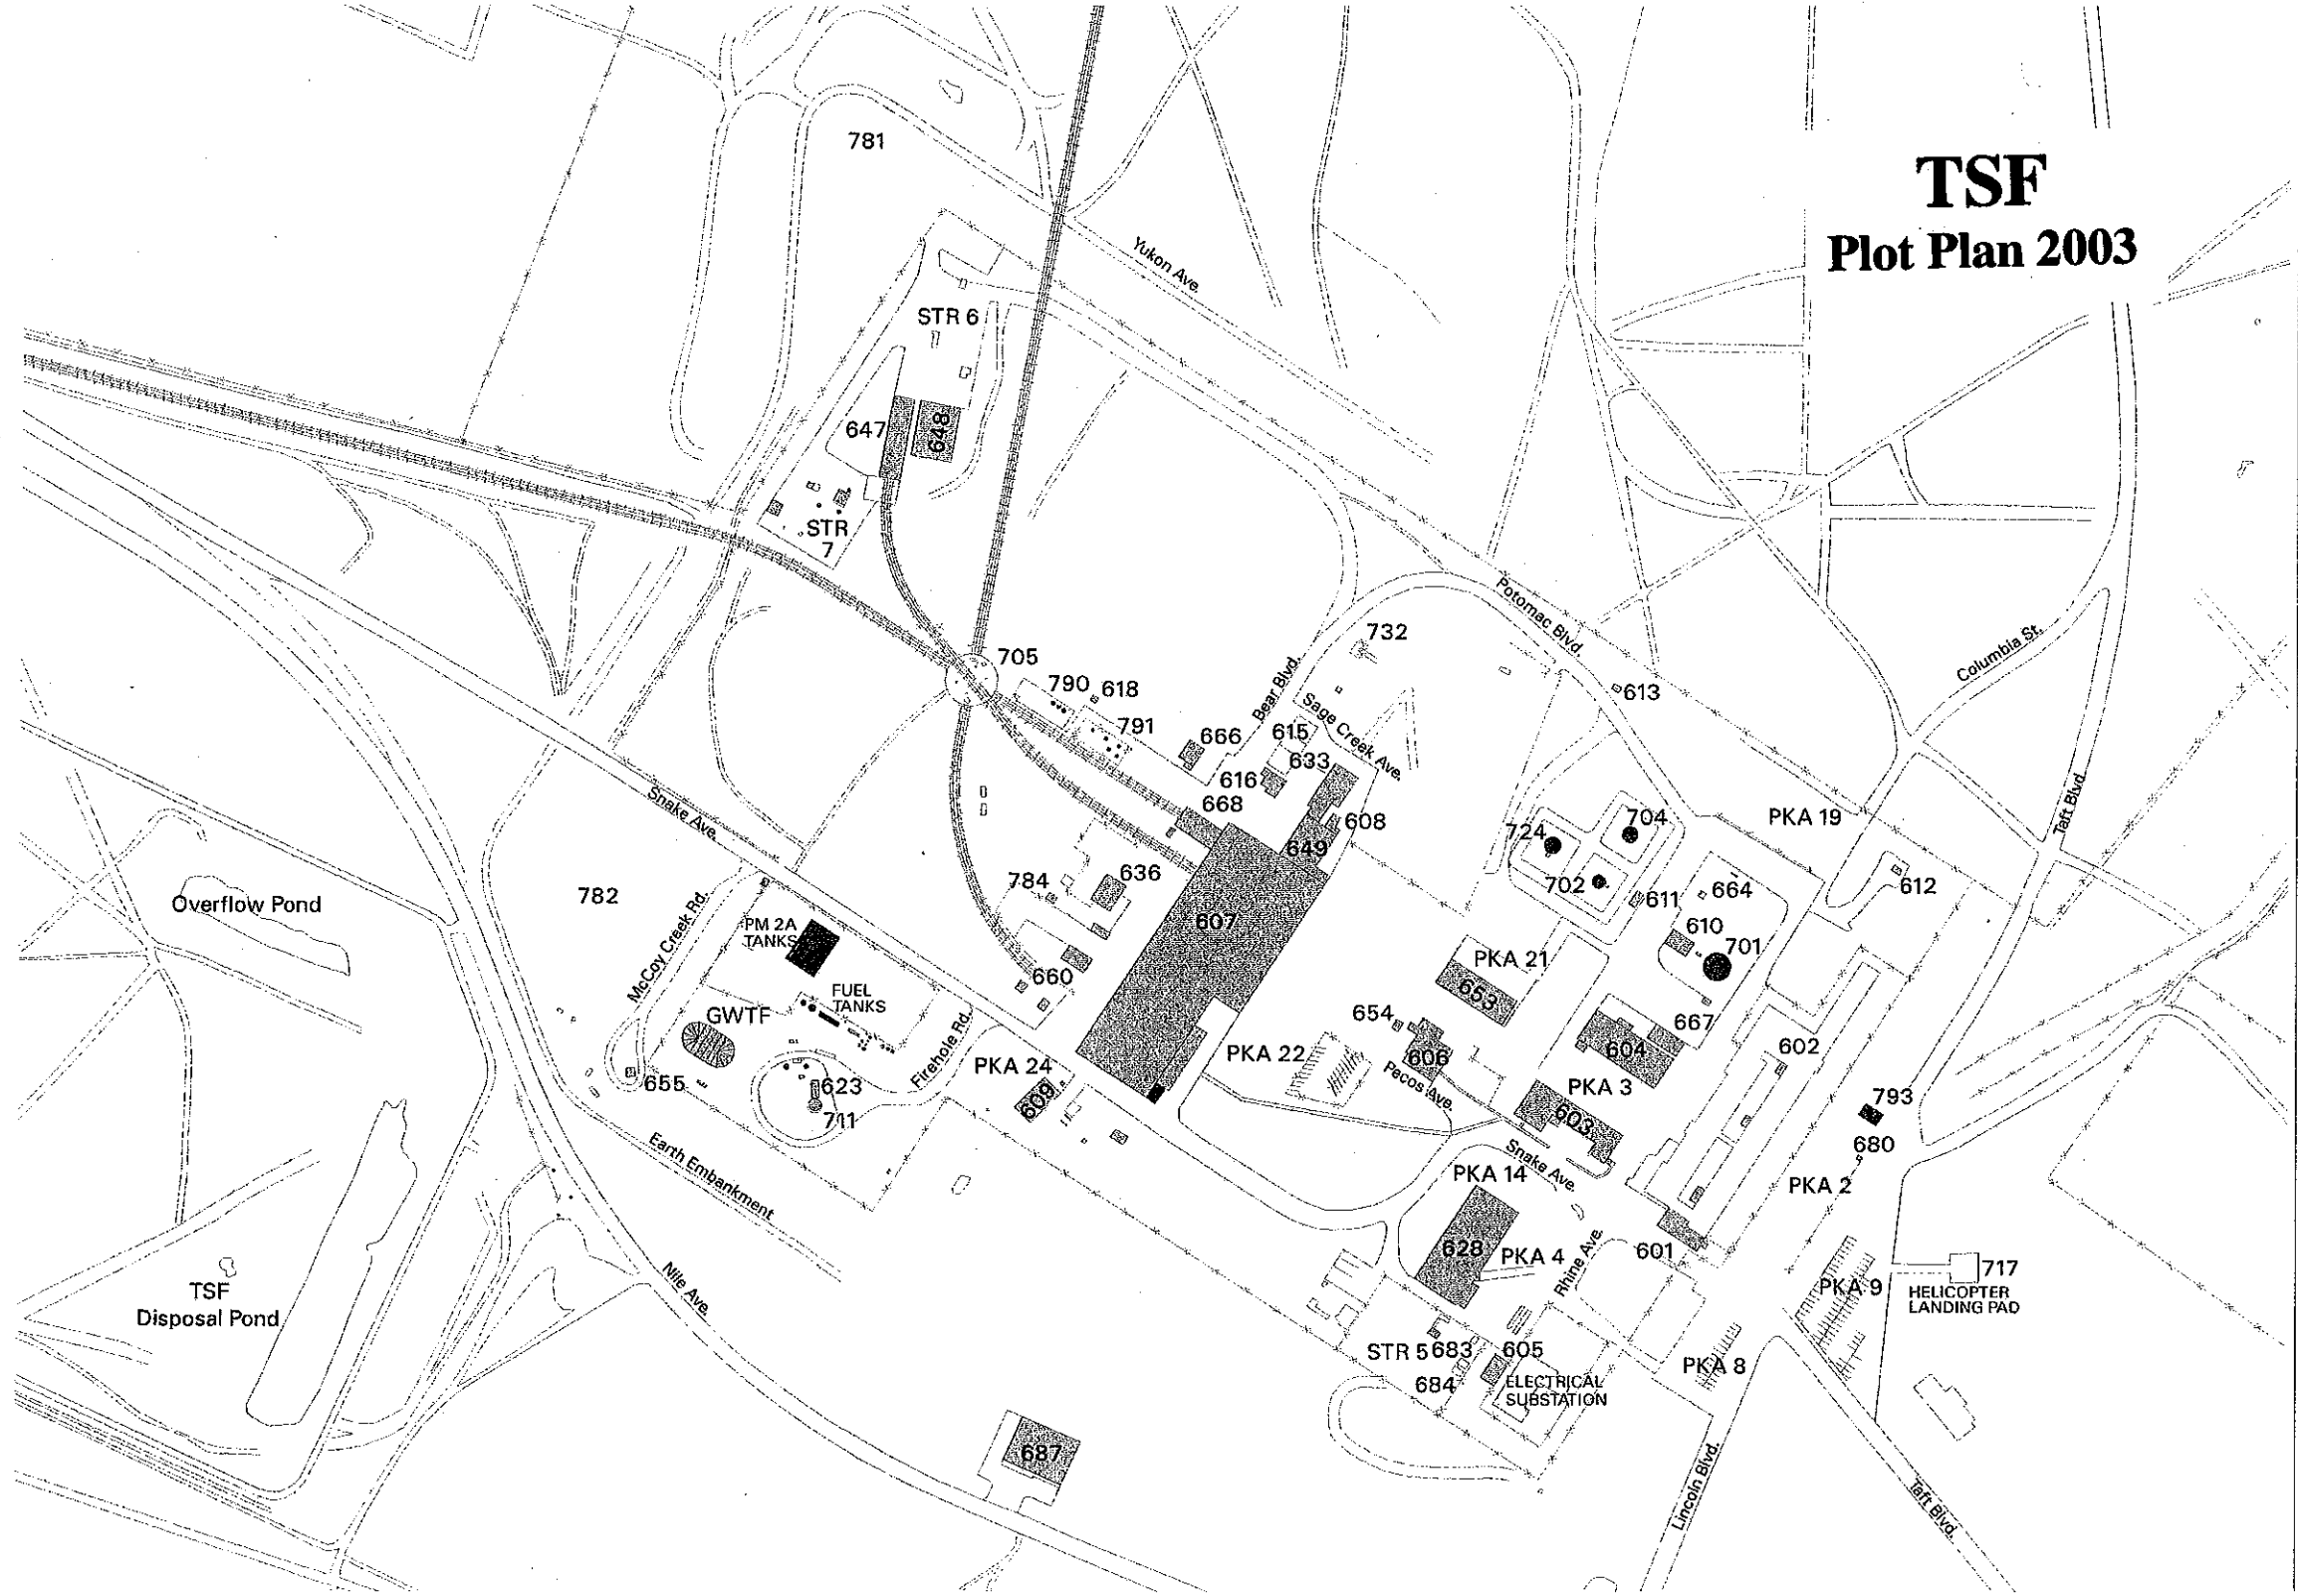 TSF
Plot Plan 2003
781
Yukon Ave.
STR 6
647
648
STR
7
705
790
618
791
666
Bear Blvd.
732
Sage Creek Ave.
615
633
616
668
608
649
Potomac Blvd.
613
Columbia St.
Taft Blvd.
PKA 19
724
704
702
611
664
612
610
701
PKA 21
653
667
604
602
654
606
Pecos Ave.
PKA 22
PKA 3
603
Snake Ave.
793
680
PKA 2
PKA 14
628
PKA 4
Rhine Ave.
601
PKA 9
717
HELICOPTER
LANDING PAD
PKA 8
STR 5
683
605
684
ELECTRICAL
SUBSTATION
Lincoln Blvd.
Taft Blvd.
607
636
784
660
Snake Ave.
782
McCoy Creek Rd.
PM 2A
TANKS
FUEL
TANKS
GWTF
Firehole Rd.
PKA 24
609
655
623
711
Earth Embankment
Overflow Pond
TSF
Disposal Pond
Nile Ave.
687